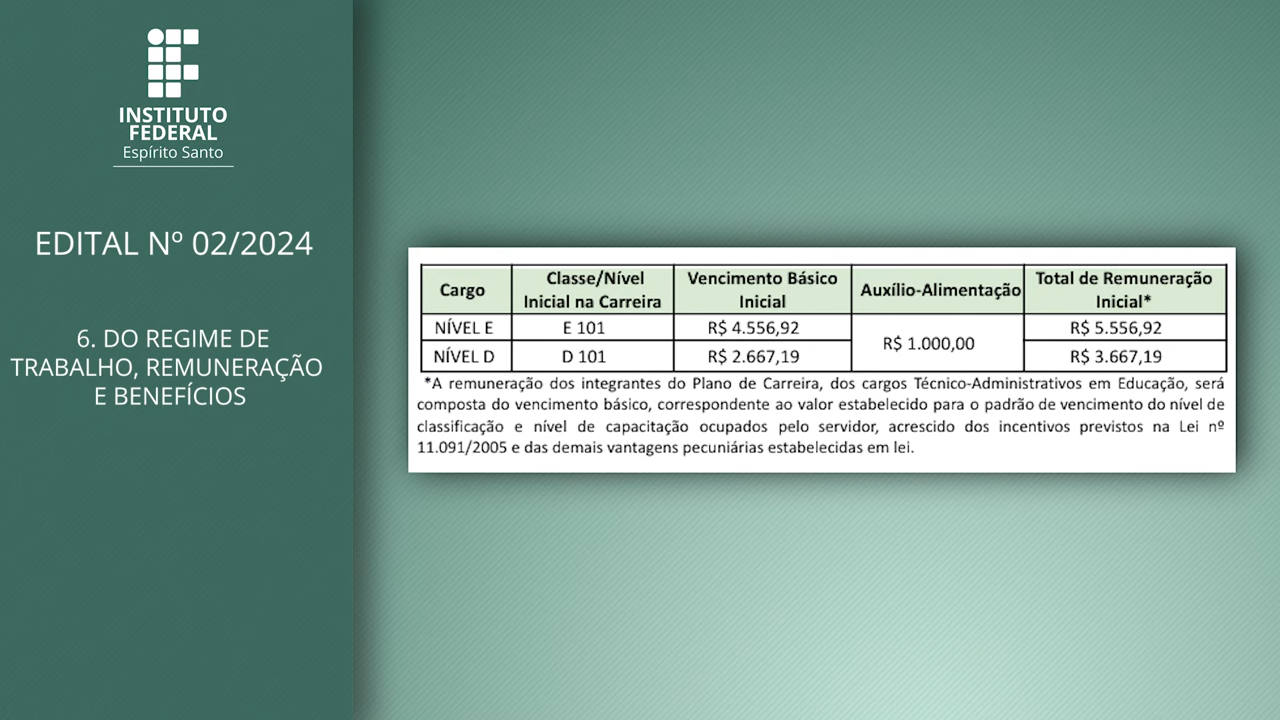 INSTITUTO
FEDERAL
Espírito Santo
EDITAL Nº 02/2024
6. DO REGIME DE
TRABALHO, REMUNERAÇÃO
E BENEFÍCIOS
Cargo
Classe/Nível
Inicial na Carreira
Vencimento Básico
Inicial
Auxílio-Alimentação
Total de Remuneração
Inicial*
NÍVEL E
E 101
R$ 4.556,92
R$ 1.000,00
R$ 5.556,92
NÍVEL D
D 101
R$ 2.667,19
R$ 3.667,19
*A remuneração dos integrantes do Plano de Carreira, dos cargos Técnico-Administrativos em Educação, será
composta do vencimento básico, correspondente ao valor estabelecido para o padrão de vencimento do nível de
classificação e nível de capacitação ocupados pelo servidor, acrescido dos incentivos previstos na Lei nº
11.091/2005 e das demais vantagens pecuniárias estabelecidas em lei.